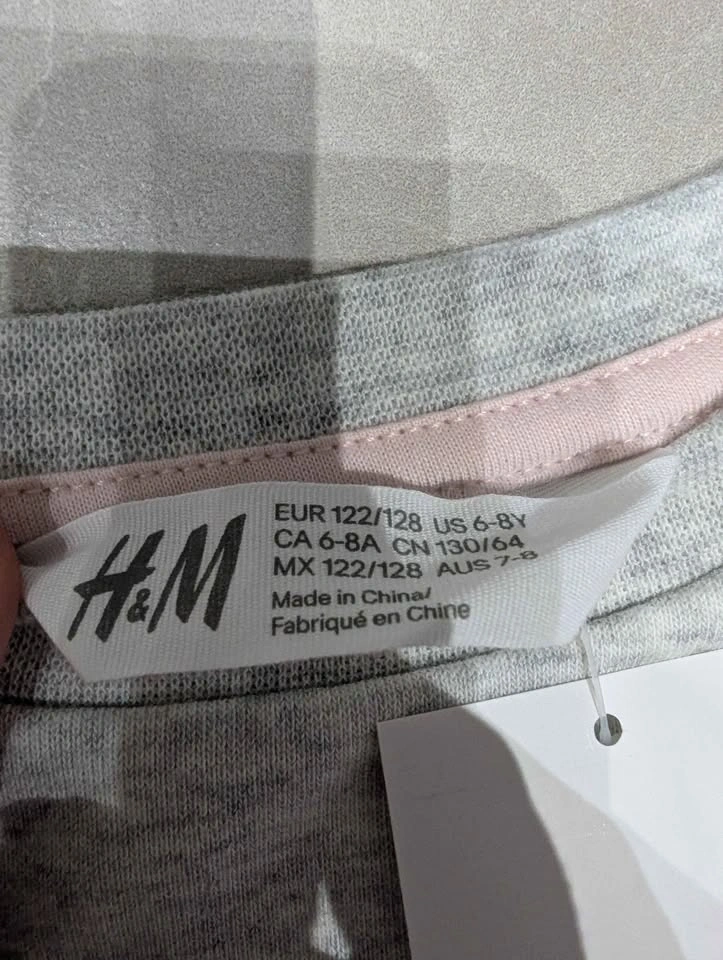 H&M
EUR 122/128 US 6-8Y
CA 6-8A CN 130/64
MX 122/128 AUS 7-8
Made in China/
Fabriqué en Chine